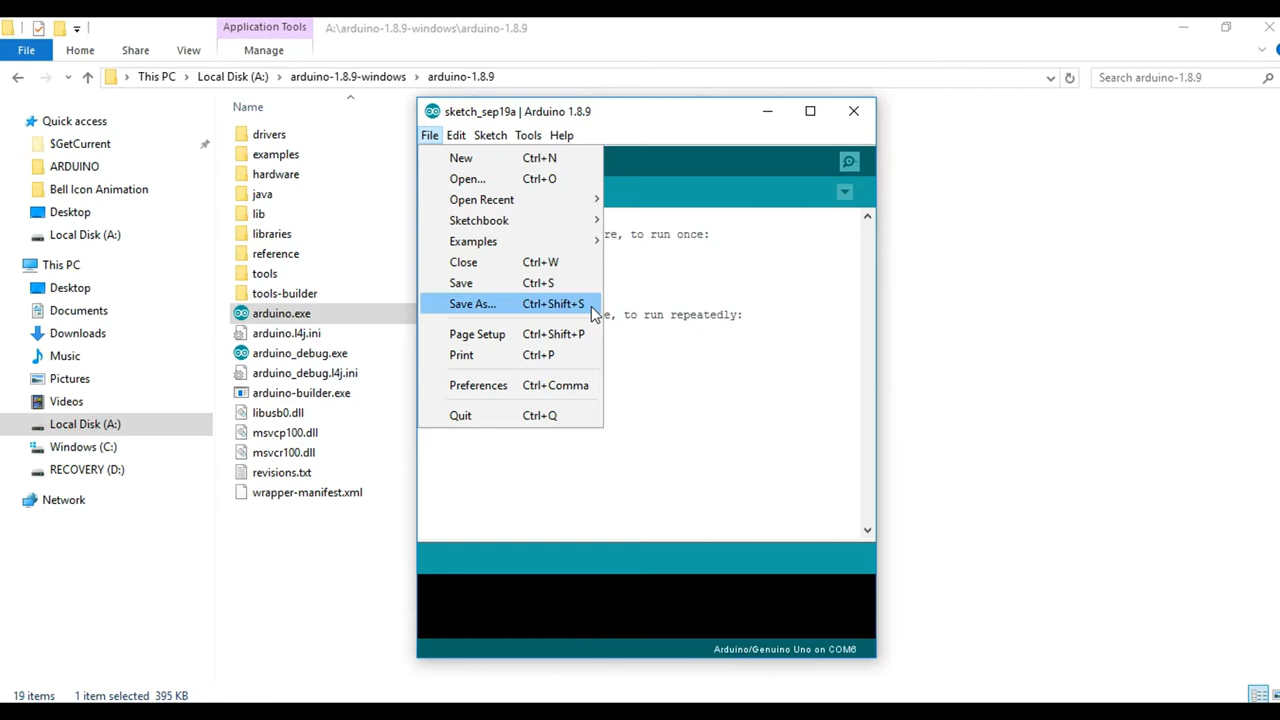 Application Tools
A:\arduino-1.8.9-windows\arduino-1.8.9
File Home Share View Manage
This PC Local Disk (A:) arduino-1.8.9-windows arduino-1.8.9
Search arduino-1.8.9
Quick access
$GetCurrent
ARDUINO
Bell Icon Animation
Desktop
Local Disk (A:)
This PC
Desktop
Documents
Downloads
Music
Pictures
Videos
Local Disk (A:)
Windows (C:)
RECOVERY (D:)
Network
Name
drivers
examples
hardware
java
lib
libraries
reference
tools
tools-builder
arduino.exe
arduino.l4j.ini
arduino_debug.exe
arduino_debug.l4j.ini
arduino-builder.exe
libusb0.dll
msvcp100.dll
msvcr100.dll
revisions.txt
wrapper-manifest.xml
sketch_sep19a | Arduino 1.8.9
File Edit Sketch Tools Help
New Ctrl+N
Open... Ctrl+O
Open Recent
Sketchbook
Examples
Close Ctrl+W
Save Ctrl+S
Save As... Ctrl+Shift+S
Page Setup Ctrl+Shift+P
Print Ctrl+P
Preferences Ctrl+Comma
Quit Ctrl+Q
re, to run once:
e, to run repeatedly:
Arduino/Genuino Uno on COM6
19 items 1 item selected 395 KB